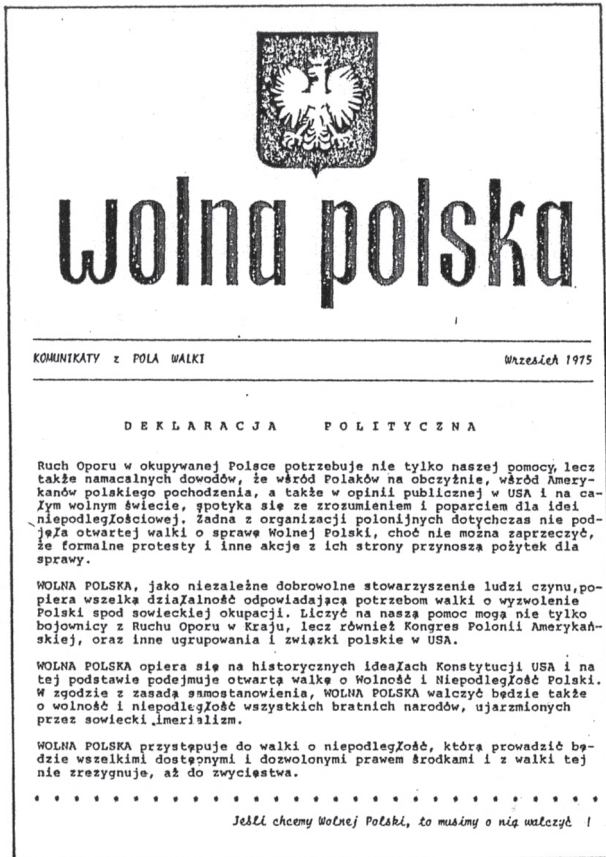 wolna polska
KOMUNIKATY z POLA WALKI
Wrzesień 1975
DEKLARACJA POLITYCZNA
Ruch Oporu w okupywanej Polsce potrzebuje nie tylko naszej pomocy, lecz
także namacalnych dowodów, że wśród Polaków na obczyźnie, wśród Amery-
kanów polskiego pochodzenia, a także w opinii publicznej w USA i na ca-
łym wolnym świecie, spotyka się ze zrozumieniem i poparciem dla idei
niepodległościowej. Żadna z organizacji polonijnych dotychczas nie pod-
jęła otwartej walki o sprawę Wolnej Polski, choć nie można zaprzeczyć,
że formalne protesty i inne akcje z ich strony przynoszą pożytek dla
sprawy.
WOLNA POLSKA, jako niezależne dobrowolne stowarzyszenie ludzi czynu,po-
piera wszelką działalność odpowiadającą potrzebom walki o wyzwolenie
Polski spod sowieckiej okupacji. Liczyć na naszą pomoc mogą nie tylko
bojownicy z Ruchu Oporu w Kraju, lecz również Kongres Polonii Amerykań-
skiej, oraz inne ugrupowania i związki polskie w USA.
WOLNA POLSKA opiera się na historycznych ideałach Konstytucji USA i na
tej podstawie podejmuje otwartą walkę o Wolność i Niepodległość Polski.
W zgodzie z zasadą samostanowienia, WOLNA POLSKA walczyć będzie także
o wolność i niepodległość wszystkich bratnich narodów, ujarzmionych
przez sowiecki .imerializm.
WOLNA POLSKA przystępuje do walki o niepodległość, którą prowadzić bę-
dzie wszelkimi dostępnymi i dozwolonymi prawem środkami i z walki tej
nie zrezygnuje, aż do zwycięstwa.
Jeśli chcemy Wolnej Polski, to musimy o nią walczyć !